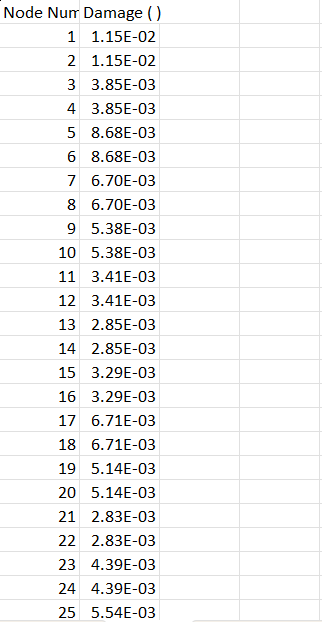 Node Num Damage ( )
1 1.15E-02
2 1.15E-02
3 3.85E-03
4 3.85E-03
5 8.68E-03
6 8.68E-03
7 6.70E-03
8 6.70E-03
9 5.38E-03
10 5.38E-03
11 3.41E-03
12 3.41E-03
13 2.85E-03
14 2.85E-03
15 3.29E-03
16 3.29E-03
17 6.71E-03
18 6.71E-03
19 5.14E-03
20 5.14E-03
21 2.83E-03
22 2.83E-03
23 4.39E-03
24 4.39E-03
25 5.54E-03